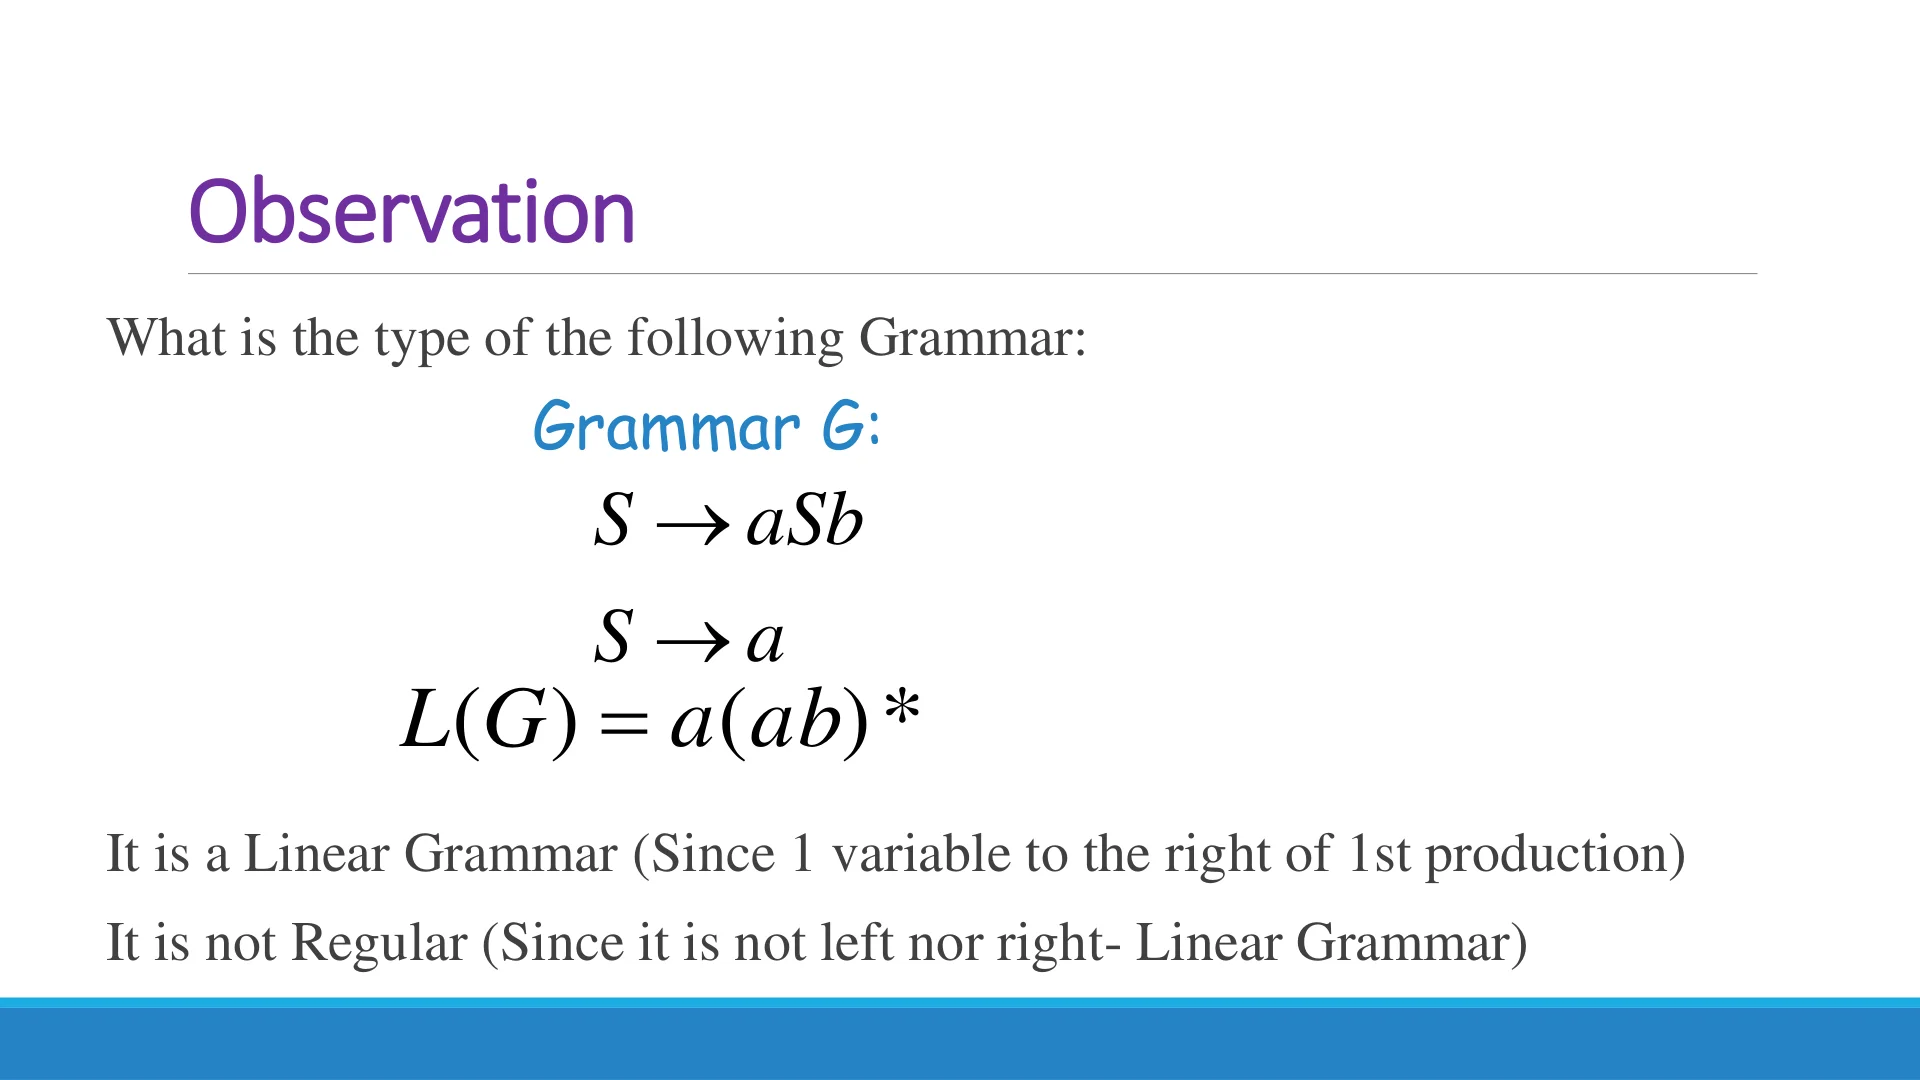 Observation
What is the type of the following Grammar:
Grammar G:
S → aSb
S → a
L(G) = a(ab)*
It is a Linear Grammar (Since 1 variable to the right of 1st production)
It is not Regular (Since it is not left nor right- Linear Grammar)